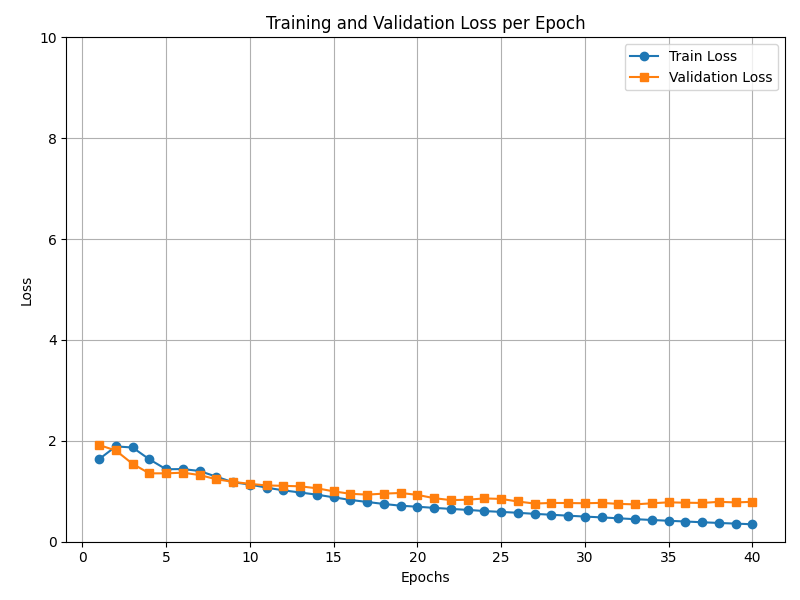 Training and Validation Loss per Epoch
10
Train Loss
Validation Loss
8
6
4
2
0
Loss
0 5 10 15 20 25 30 35 40
Epochs